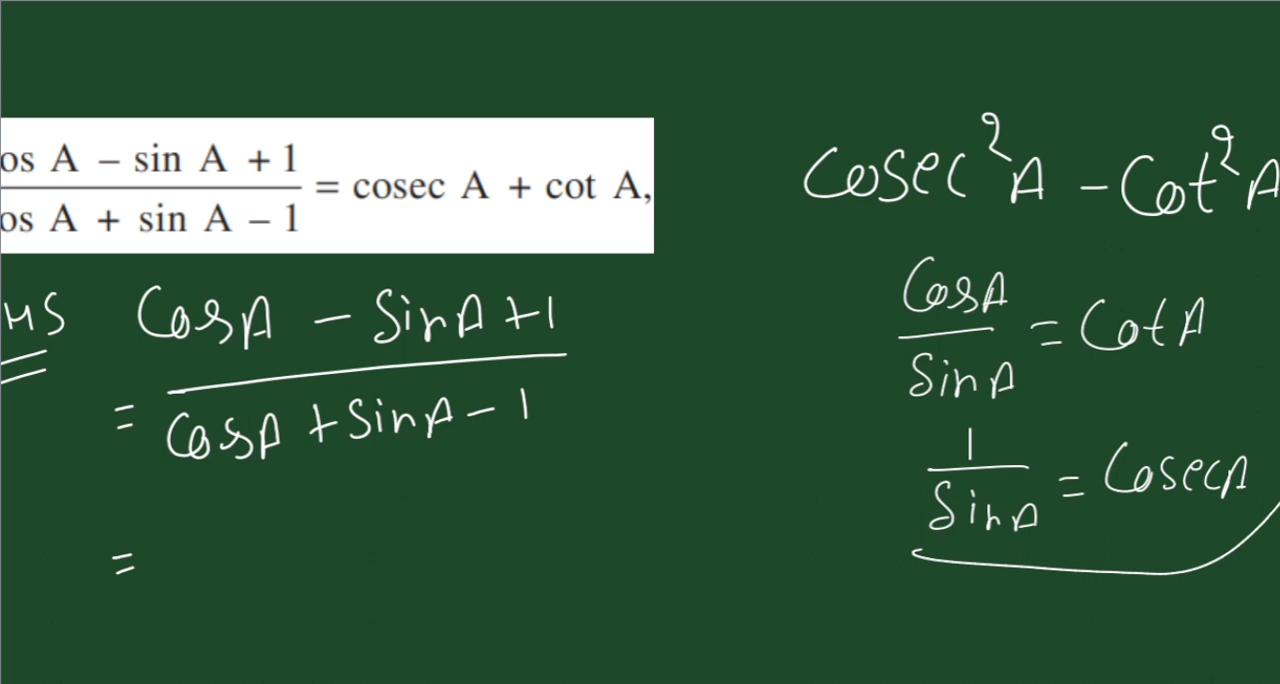 os A – sin A + 1
os A + sin A – 1
= cosec A + cot A,
HS CosA - SinA + 1
= CosA + SinA - 1
=
Cosec²A - Cot²A
CosA
SinA
= CotA
1
SinA
= CosecA